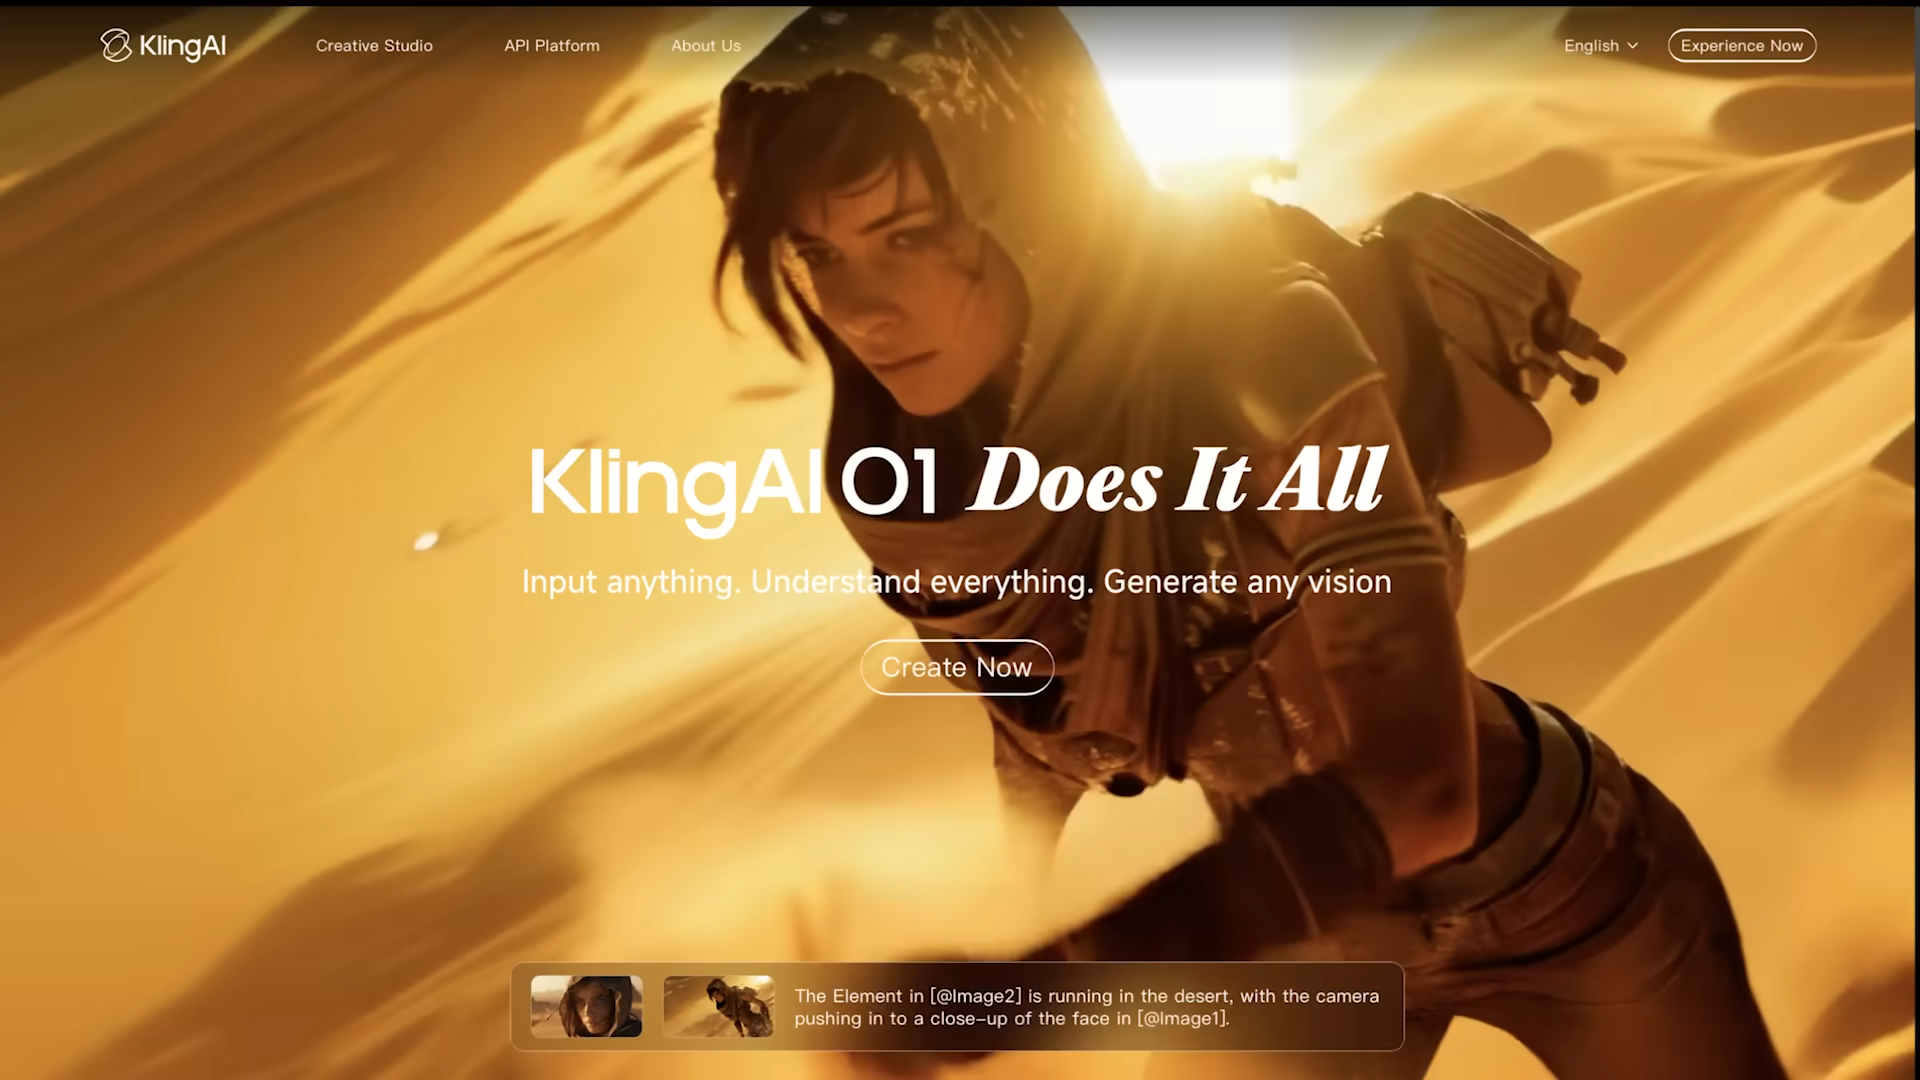 KlingAI
Creative Studio
API Platform
About Us
English
Experience Now
KlingAI O1 Does It All
Input anything. Understand everything. Generate any vision
Create Now
The Element in [@Image2] is running in the desert, with the camera
pushing in to a close-up of the face in [@Image1].